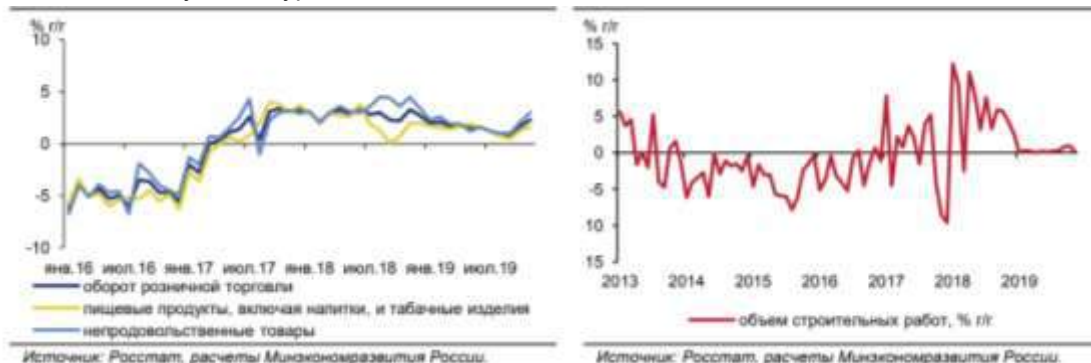 % г/г
10
5
0
-5
-10
янв.16 июл.16 янв.17 июл.17 янв.18 июл.18 янв.19 июл.19
оборот розничной торговли
пищевые продукты, включая напитки, и табачные изделия
непродовольственные товары
Источник: Росстат, расчеты Минэкономразвития России.
% г/г
15
10
5
0
-5
-10
15
2013 2014 2015 2016 2017 2018 2019
объем строительных работ, % г/г
Источник: Росстат, расчеты Минэкономразвития России.